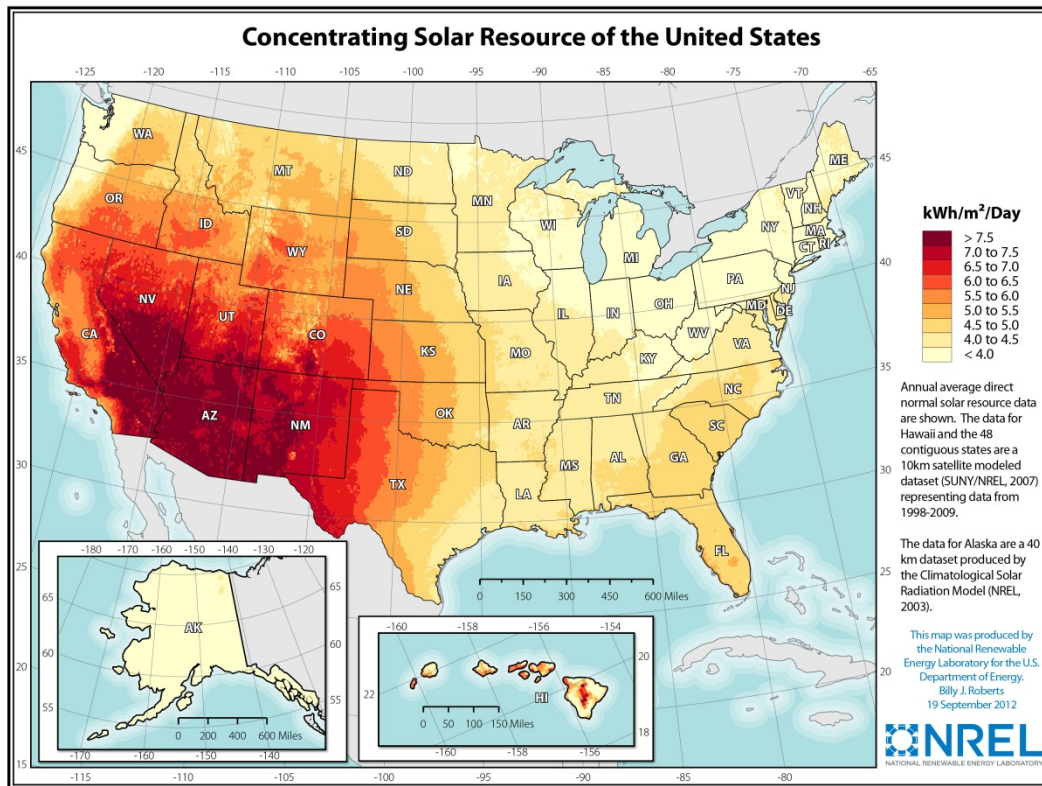 Concentrating Solar Resource of the United States
-125 -120 -115 -110 -105 -100 -95 -90 -85 -80 -75 -70 -65
45
40
35
30
25
20
15
45
40
35
30
25
20
-115 -110 -105 -100 -95 -90 -85 -80
WA
MT
ND
MN
ME
OR
ID
WY
SD
WI
MI
NY
VT
NH
MA
CT
RI
NV
UT
CO
NE
IA
IL
IN
OH
PA
NJ
MD
DE
CA
KS
MO
KY
WV
VA
AZ
NM
OK
AR
TN
NC
SC
TX
LA
MS
AL
GA
FL
0 150 300 450 600 Miles
-180 -170 -160 -140 -130 -120
65
60
55
65
60
55
AK
0 200 400 600 Miles
-170 -160 -150 -140
-160 -158 -156 -154
22
20
18
HI
0 50 100 150 Miles
-160 -158 -156
kWh/m²/Day
> 7.5
7.0 to 7.5
6.5 to 7.0
6.0 to 6.5
5.5 to 6.0
5.0 to 5.5
4.5 to 5.0
4.0 to 4.5
< 4.0
Annual average direct
normal solar resource data
are shown. The data for
Hawaii and the 48
contiguous states are a
10km satellite modeled
dataset (SUNY/NREL, 2007)
representing data from
1998-2009.
The data for Alaska are a 40
km dataset produced by
the Climatological Solar
Radiation Model (NREL,
2003).
This map was produced by
the National Renewable
Energy Laboratory for the U.S.
Department of Energy.
Billy J. Roberts
19 September 2012
NREL
NATIONAL RENEWABLE ENERGY LABORATORY